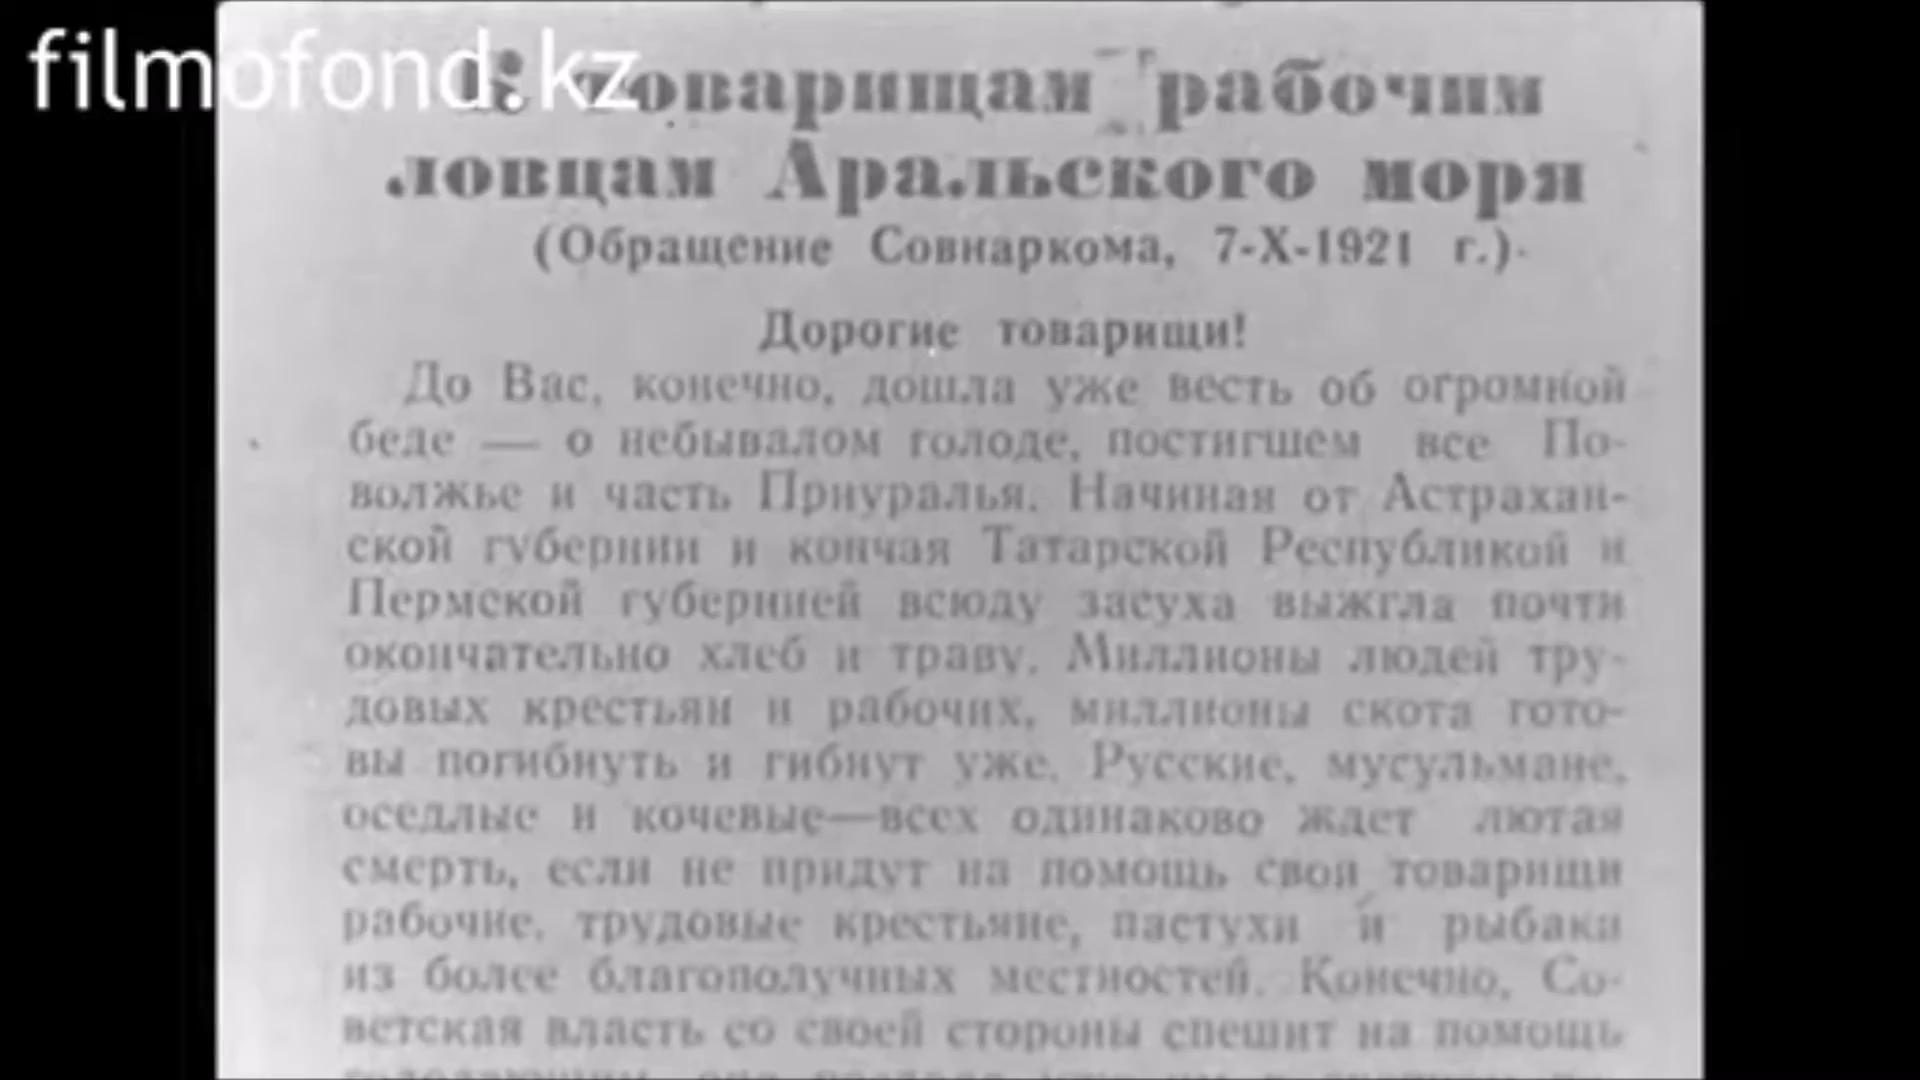 filmofond.kz
К товарищам рабочим
ловцам Аральского моря
(Обращение Совнаркома, 7-X-1921 г.)
Дорогие товарищи!
До Вас, конечно, дошла уже весть об огромной
беде — о небывалом голоде, постигшем все По-
волжье и часть Приуралья. Начиная от Астрахан-
ской губернии и кончая Татарской Республикой и
Пермской губернией всюду засуха выжгла почти
окончательно хлеб и траву. Миллионы людей тру-
довых крестьян и рабочих, миллионы скота гото-
вы погибнуть и гибнут уже. Русские, мусульмане,
оседлые и кочевые—всех одинаково ждет лютая
смерть, если не придут на помощь свои товарищи
рабочие, трудовые крестьяне, пастухи и рыбаки
из более благополучных местностей. Конечно, Со-
ветская власть со своей стороны спешит на помощь